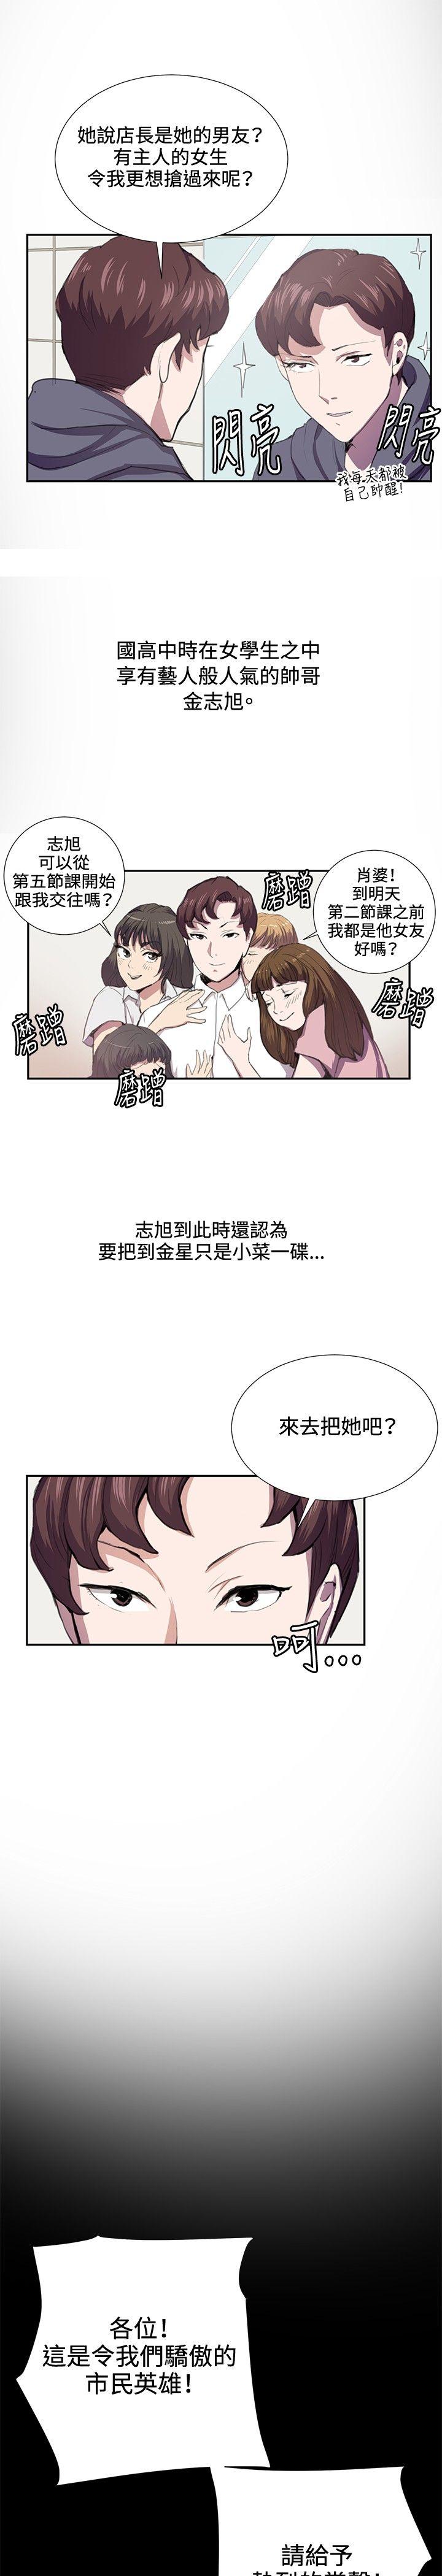 她說店長是她的男友?
有主人的女生
令我更想搶過來呢?
閃亮
閃亮
我每天都被
自己帥醒!
國高中時在女學生之中
享有藝人般人氣的帥哥
金志旭。
志旭
可以從
第五節課開始
跟我交往嗎?
磨蹭
肖婆!
到明天
第二節課之前
我都是他女友
好嗎?
磨蹭
磨蹭
磨蹭
志旭到此時還認為
要把到金星只是小菜一碟...
來去把她吧?
呵...
各位!
這是令我們驕傲的
市民英雄!
請給予